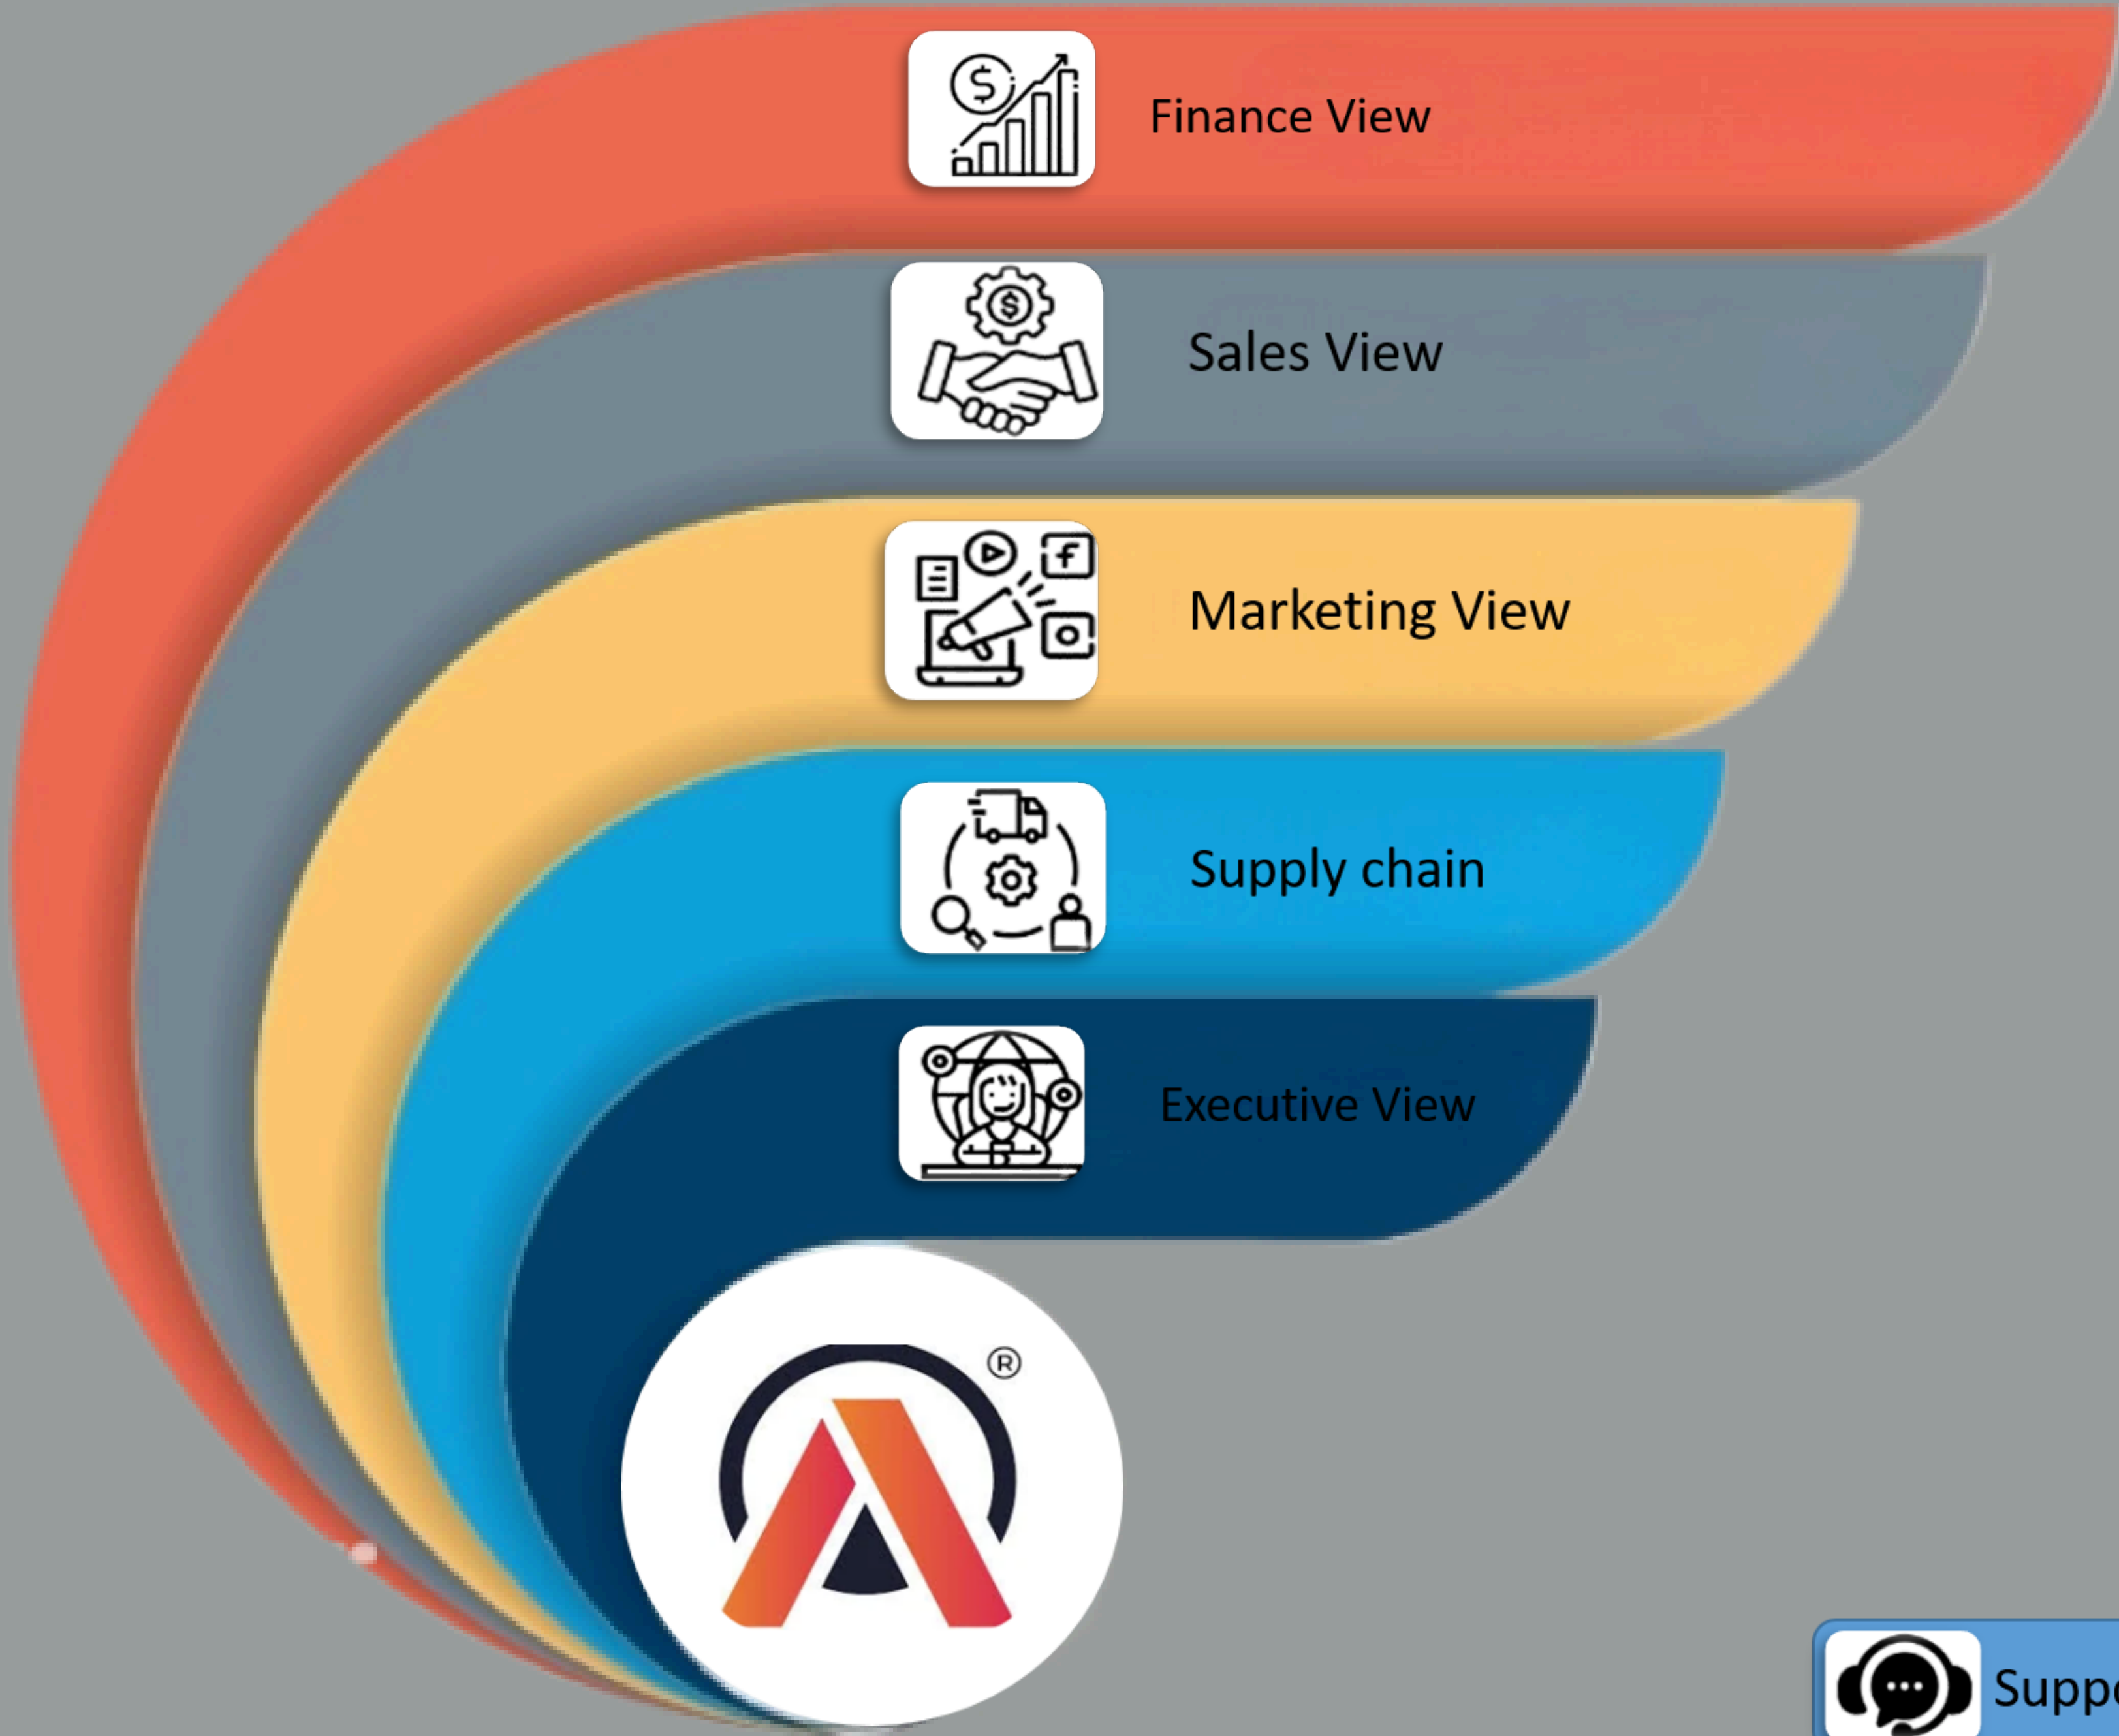 Finance View
Sales View
Marketing View
Supply chain
Executive View
®